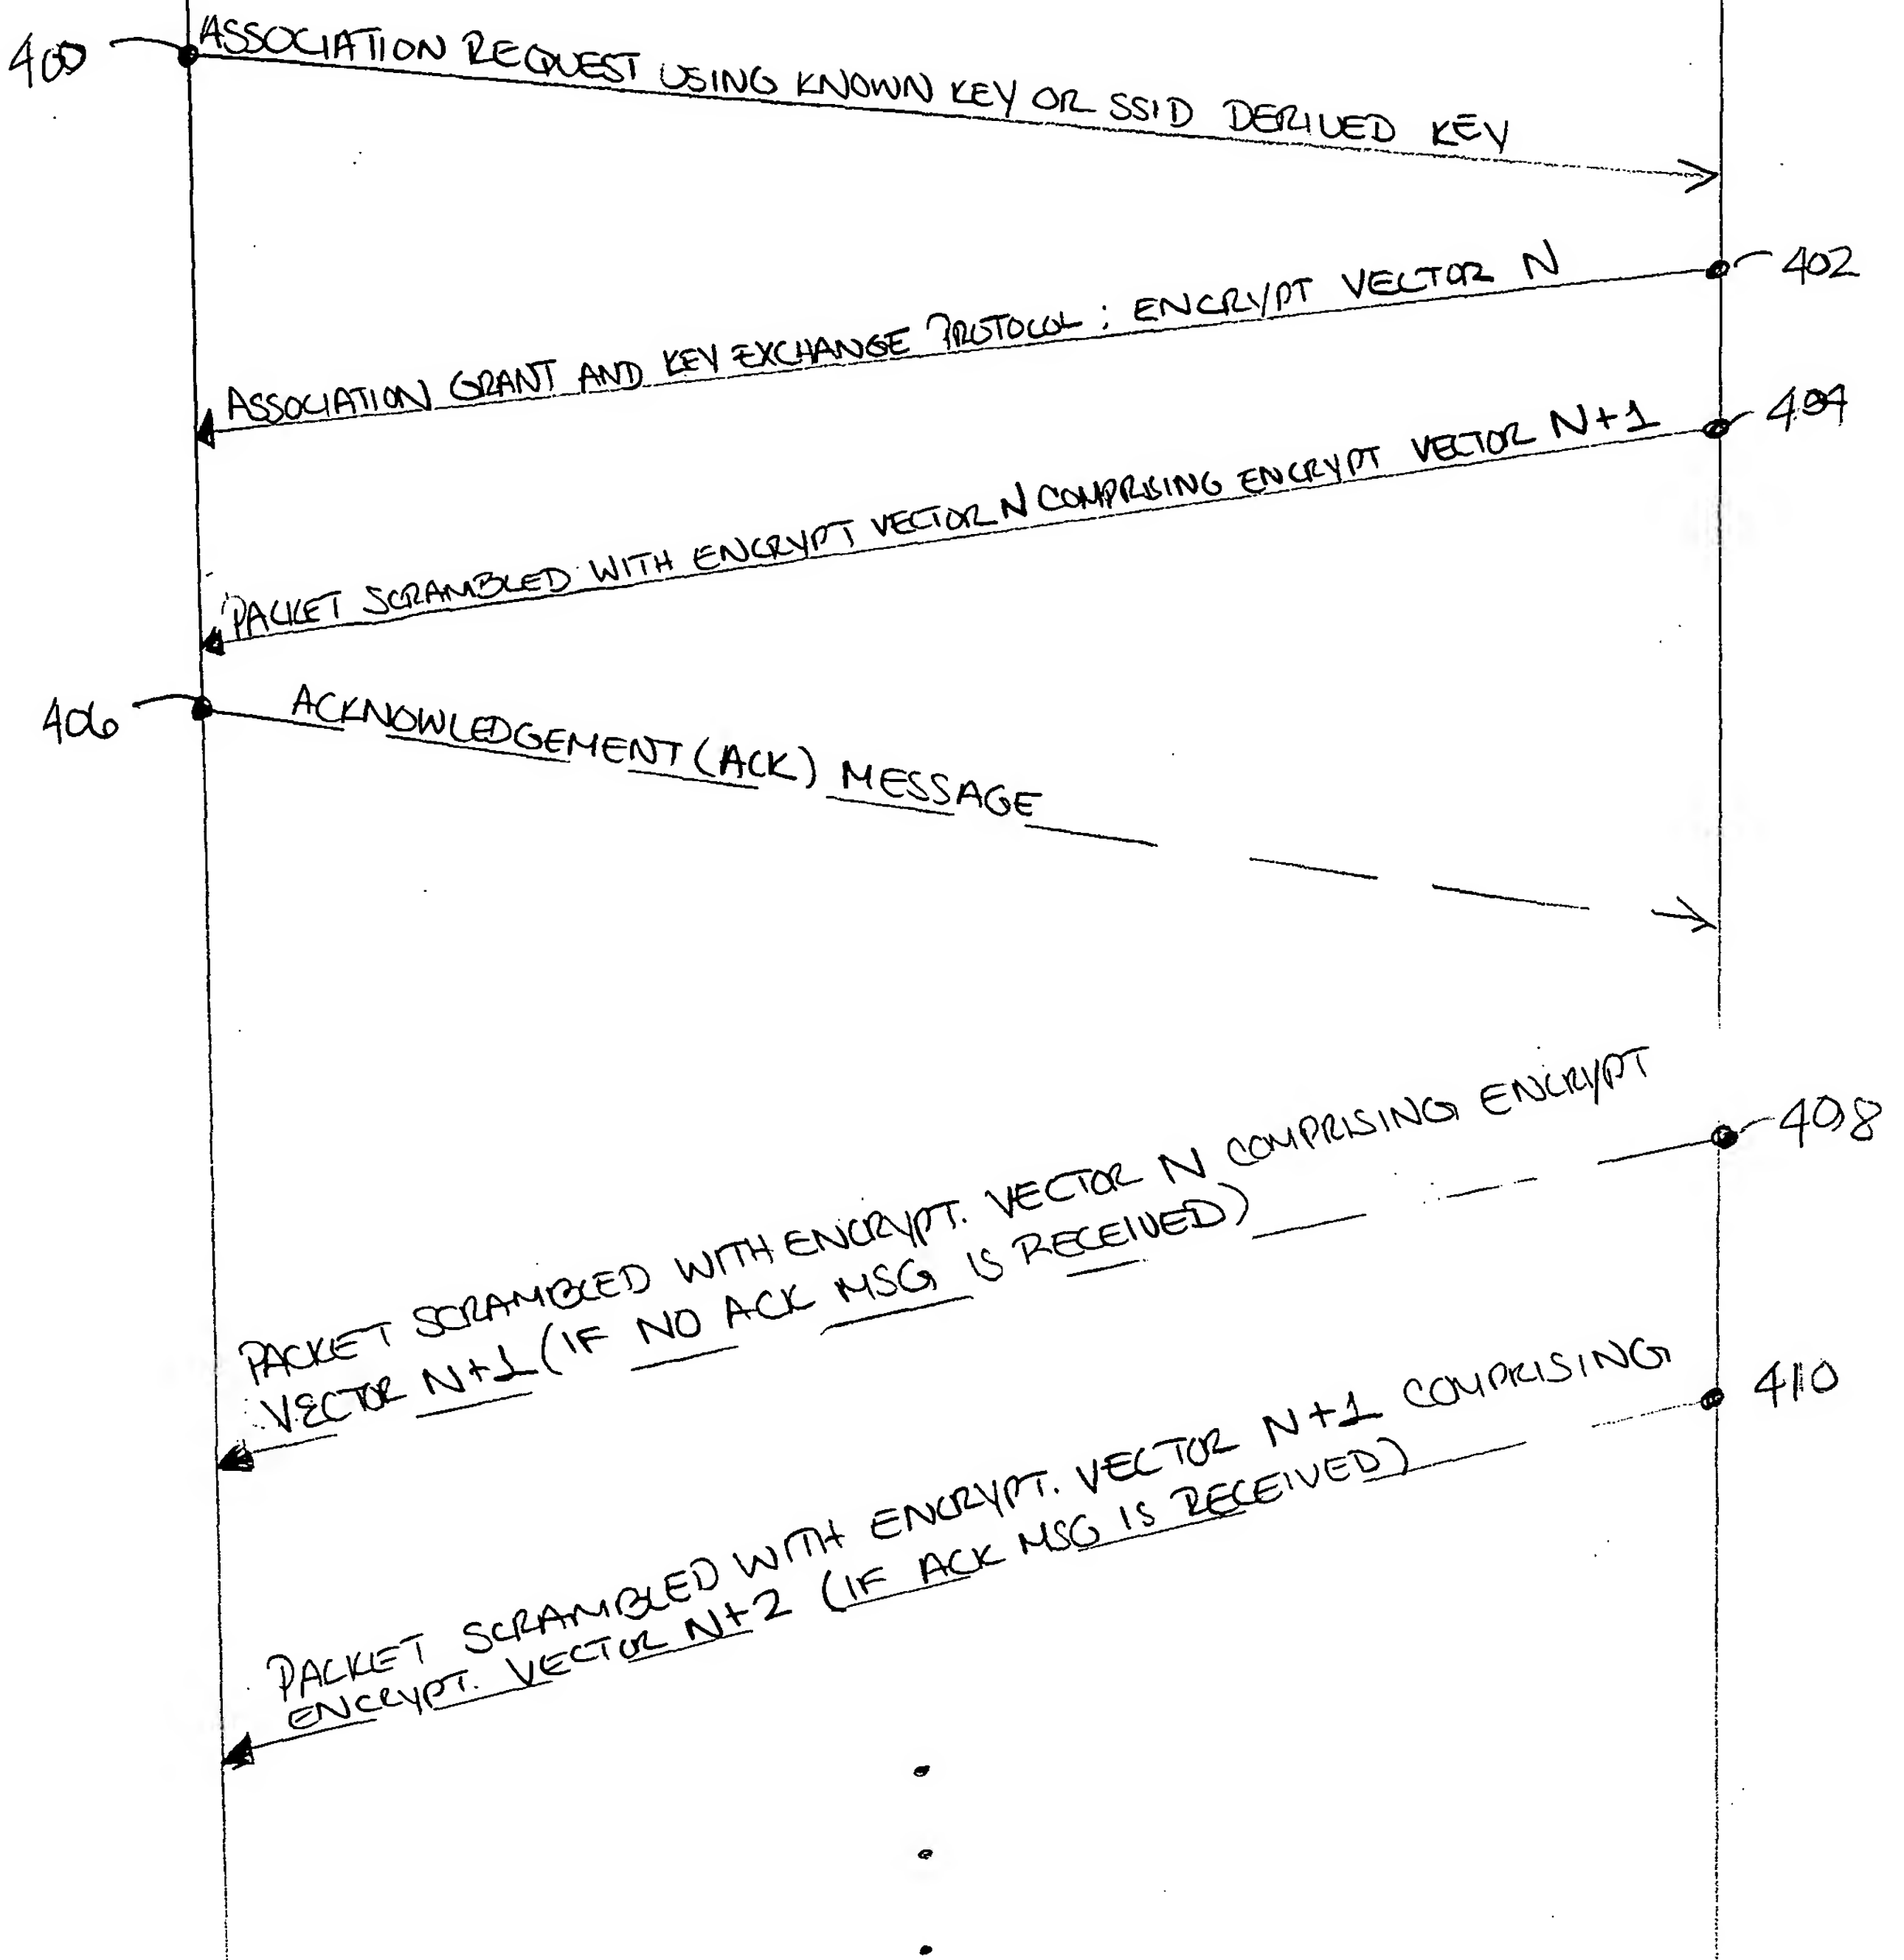 400
ASSOCIATION REQUEST USING KNOWN KEY OR SSID DERIVED KEY
402
ASSOCIATION GRANT AND KEY EXCHANGE PROTOCOL; ENCRYPT VECTOR N
404
PACKET SCRAMBLED WITH ENCRYPT VECTOR N COMPRISING ENCRYPT VECTOR N+1
406
ACKNOWLEDGEMENT (ACK) MESSAGE
408
PACKET SCRAMBLED WITH ENCRYPT. VECTOR N COMPRISING ENCRYPT
VECTOR N+1 (IF NO ACK MSG IS RECEIVED)
410
PACKET SCRAMBLED WITH ENCRYPT. VECTOR N+1 COMPRISING
ENCRYPT. VECTOR N+2 (IF ACK MSG IS RECEIVED)